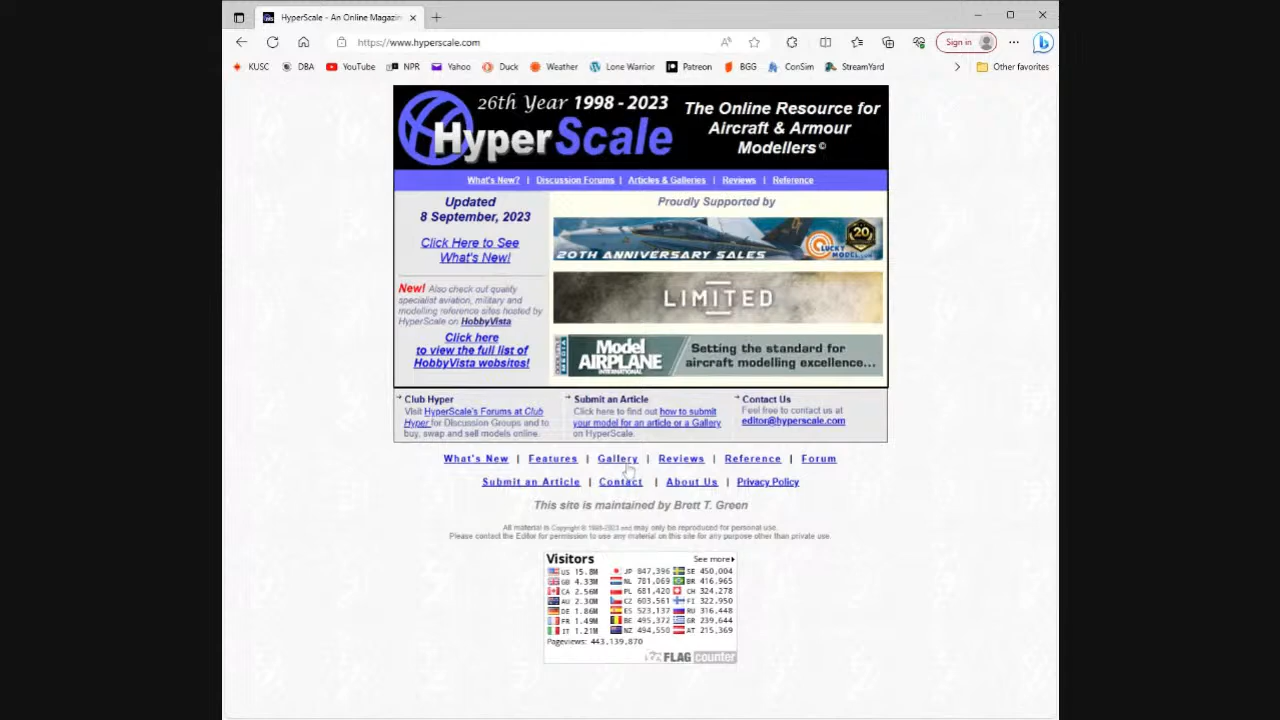 HyperScale - An Online Magazin
https://www.hyperscale.com
Sign in
KUSC
DBA
YouTube
NPR
Yahoo
Duck
Weather
Lone Warrior
Patreon
BGG
ConSim
StreamYard
Other favorites
26th Year 1998 - 2023
HyperScale
The Online Resource for
Aircraft & Armour
Modellers©
What's New? | Discussion Forums | Articles & Galleries | Reviews | Reference
Updated
8 September, 2023
Click Here to See
What's New!
New! Also check out quality
specialist aviation, military and
modelling reference sites hosted by
HyperScale on HobbyVista
Click here
to view the full list of
HobbyVista websites!
Proudly Supported by
20TH ANNIVERSARY SALES
LUCKY
MODEL.COM
20
LIMITED
Model
AIRPLANE
INTERNATIONAL
Setting the standard for
aircraft modelling excellence...
Club Hyper
Visit HyperScale's Forums at Club
Hyper for Discussion Groups and to
buy, swap and sell models online.
Submit an Article
Click here to find out how to submit
your model for an article or a Gallery
on HyperScale.
Contact Us
Feel free to contact us at
editor@hyperscale.com
What's New | Features | Gallery | Reviews | Reference | Forum
Submit an Article | Contact | About Us | Privacy Policy
This site is maintained by Brett T. Green
All material is Copyright © 1998-2023 and may only be reproduced for personal use.
Please contact the Editor for permission to use any material on this site for any purpose other than private use.
Visitors See more
US 15.8M JP 847,396 SE 450,004
GB 4.33M NL 781,069 BR 416,965
CA 2.56M PL 681,420 CH 324,278
AU 2.30M CZ 603,561 FI 322,950
DE 1.86M ES 523,137 RU 316,448
FR 1.49M BE 495,372 GR 239,644
IT 1.21M NZ 494,550 AT 215,369
Pageviews: 443,139,870
FLAG counter